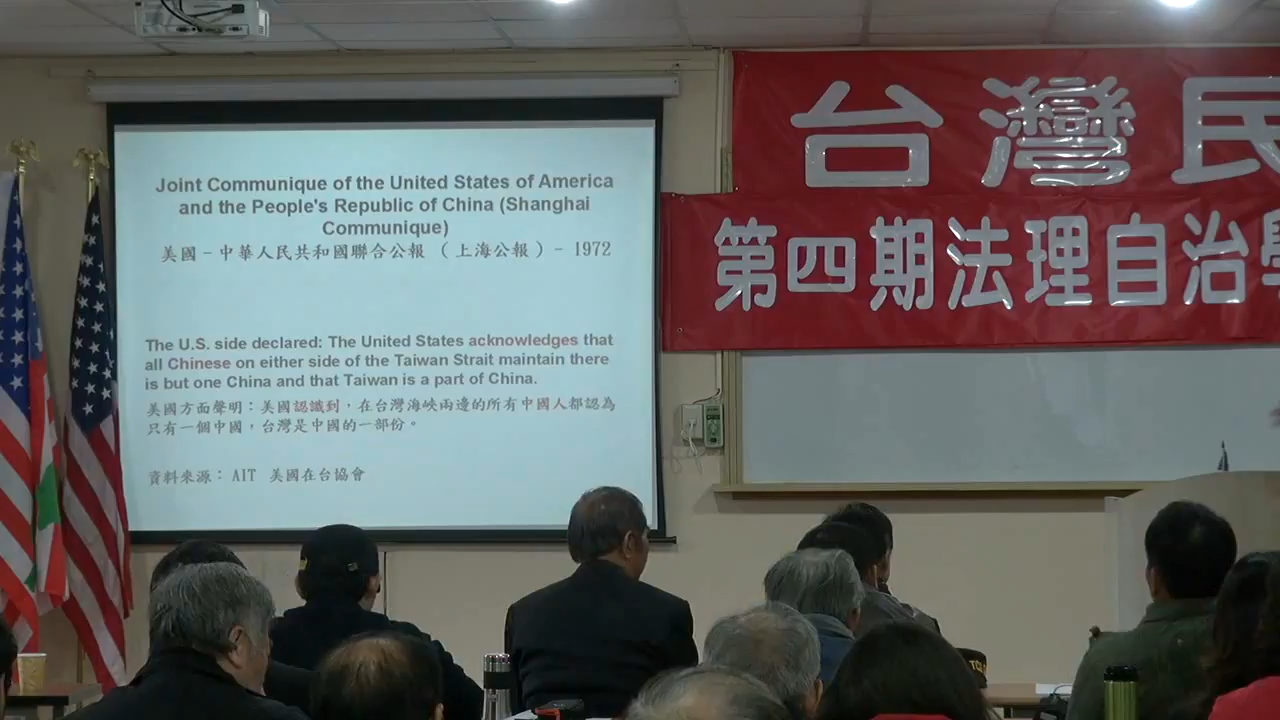 Joint Communique of the United States of America
and the People's Republic of China (Shanghai
Communique)
美國－中華人民共和國聯合公報 （上海公報）－ 1972
The U.S. side declared: The United States acknowledges that
all Chinese on either side of the Taiwan Strait maintain there
is but one China and that Taiwan is a part of China.
美國方面聲明：美國認識到，在台灣海峽兩邊的所有中國人都認為
只有一個中國，台灣是中國的一部份。
資料來源： AIT 美國在台協會
台灣民
第四期法理自治學